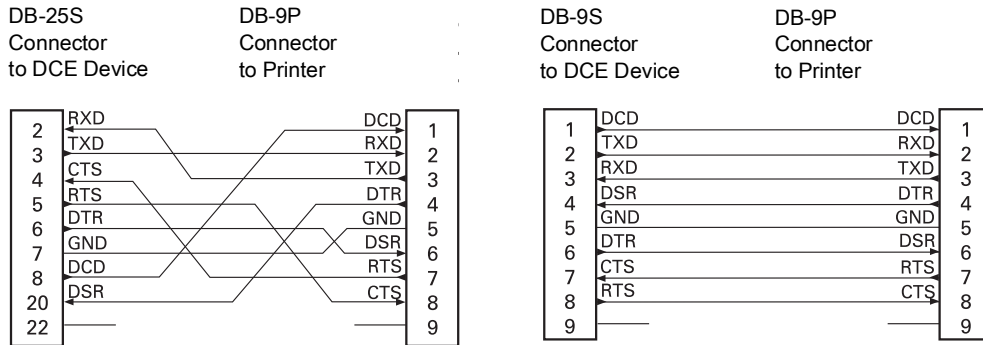 DB-25S
Connector
to DCE Device
DB-9P
Connector
to Printer
2 RXD
3 TXD
4 CTS
5 RTS
6 DTR
7 GND
8 DCD
20 DSR
22
DCD 1
RXD 2
TXD 3
DTR 4
GND 5
DSR 6
RTS 7
CTS 8
9
DB-9S
Connector
to DCE Device
DB-9P
Connector
to Printer
1 DCD
2 TXD
3 RXD
4 DSR
5 GND
6 DTR
7 CTS
8 RTS
9
DCD 1
RXD 2
TXD 3
DTR 4
GND 5
DSR 6
RTS 7
CTS 8
9